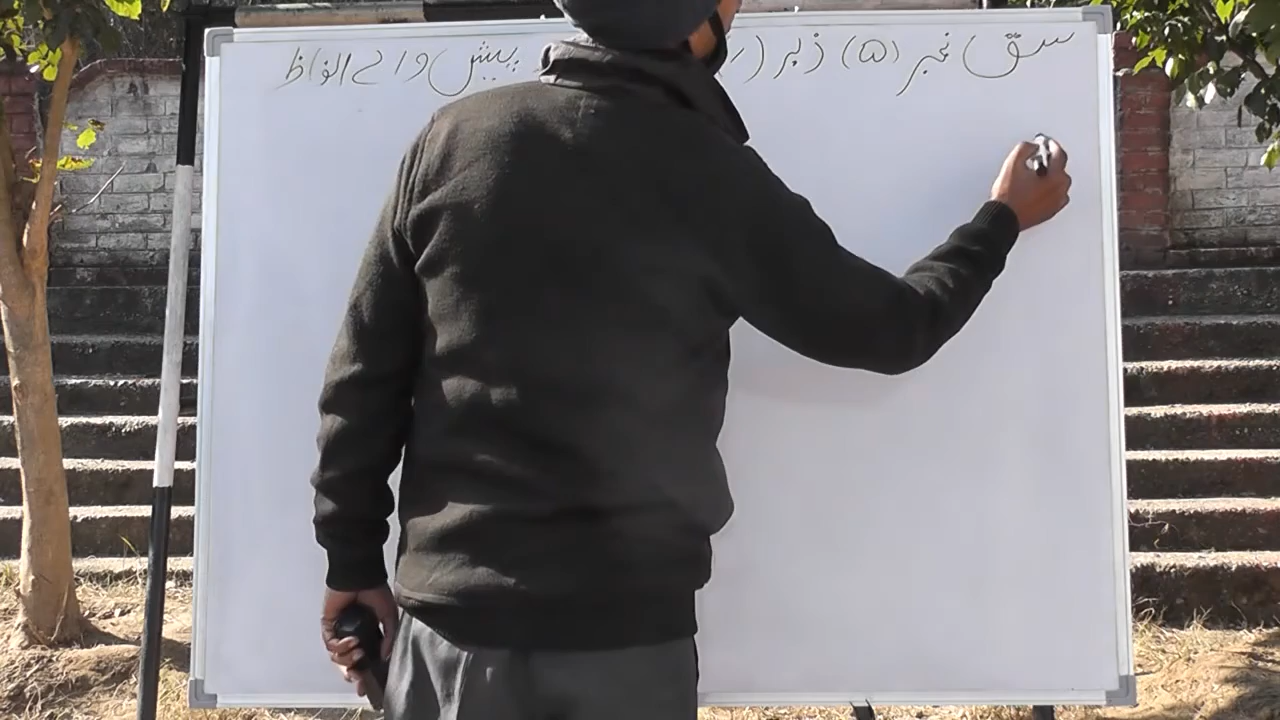 سبق نمبر (۵) زبر (ر پیش والے الفاظ